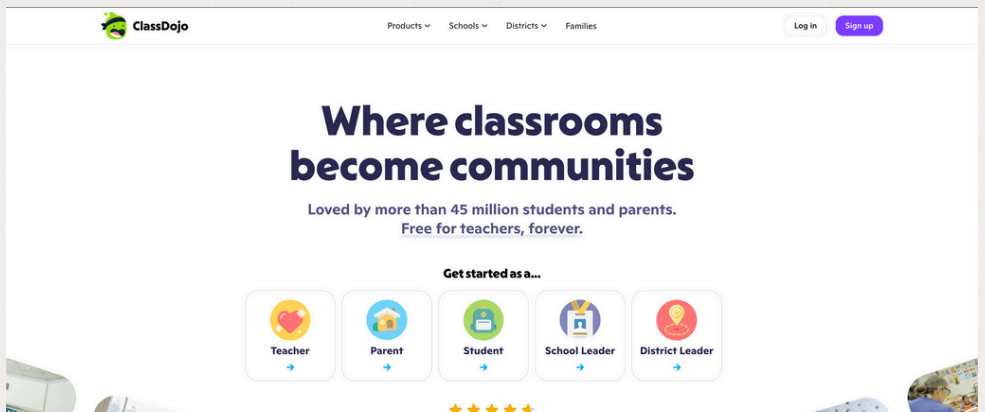 ClassDojo
Products Schools Districts Families
Log in Sign up
Where classrooms
become communities
Loved by more than 45 million students and parents.
Free for teachers, forever.
Get started as a...
Teacher Parent Student School Leader District Leader